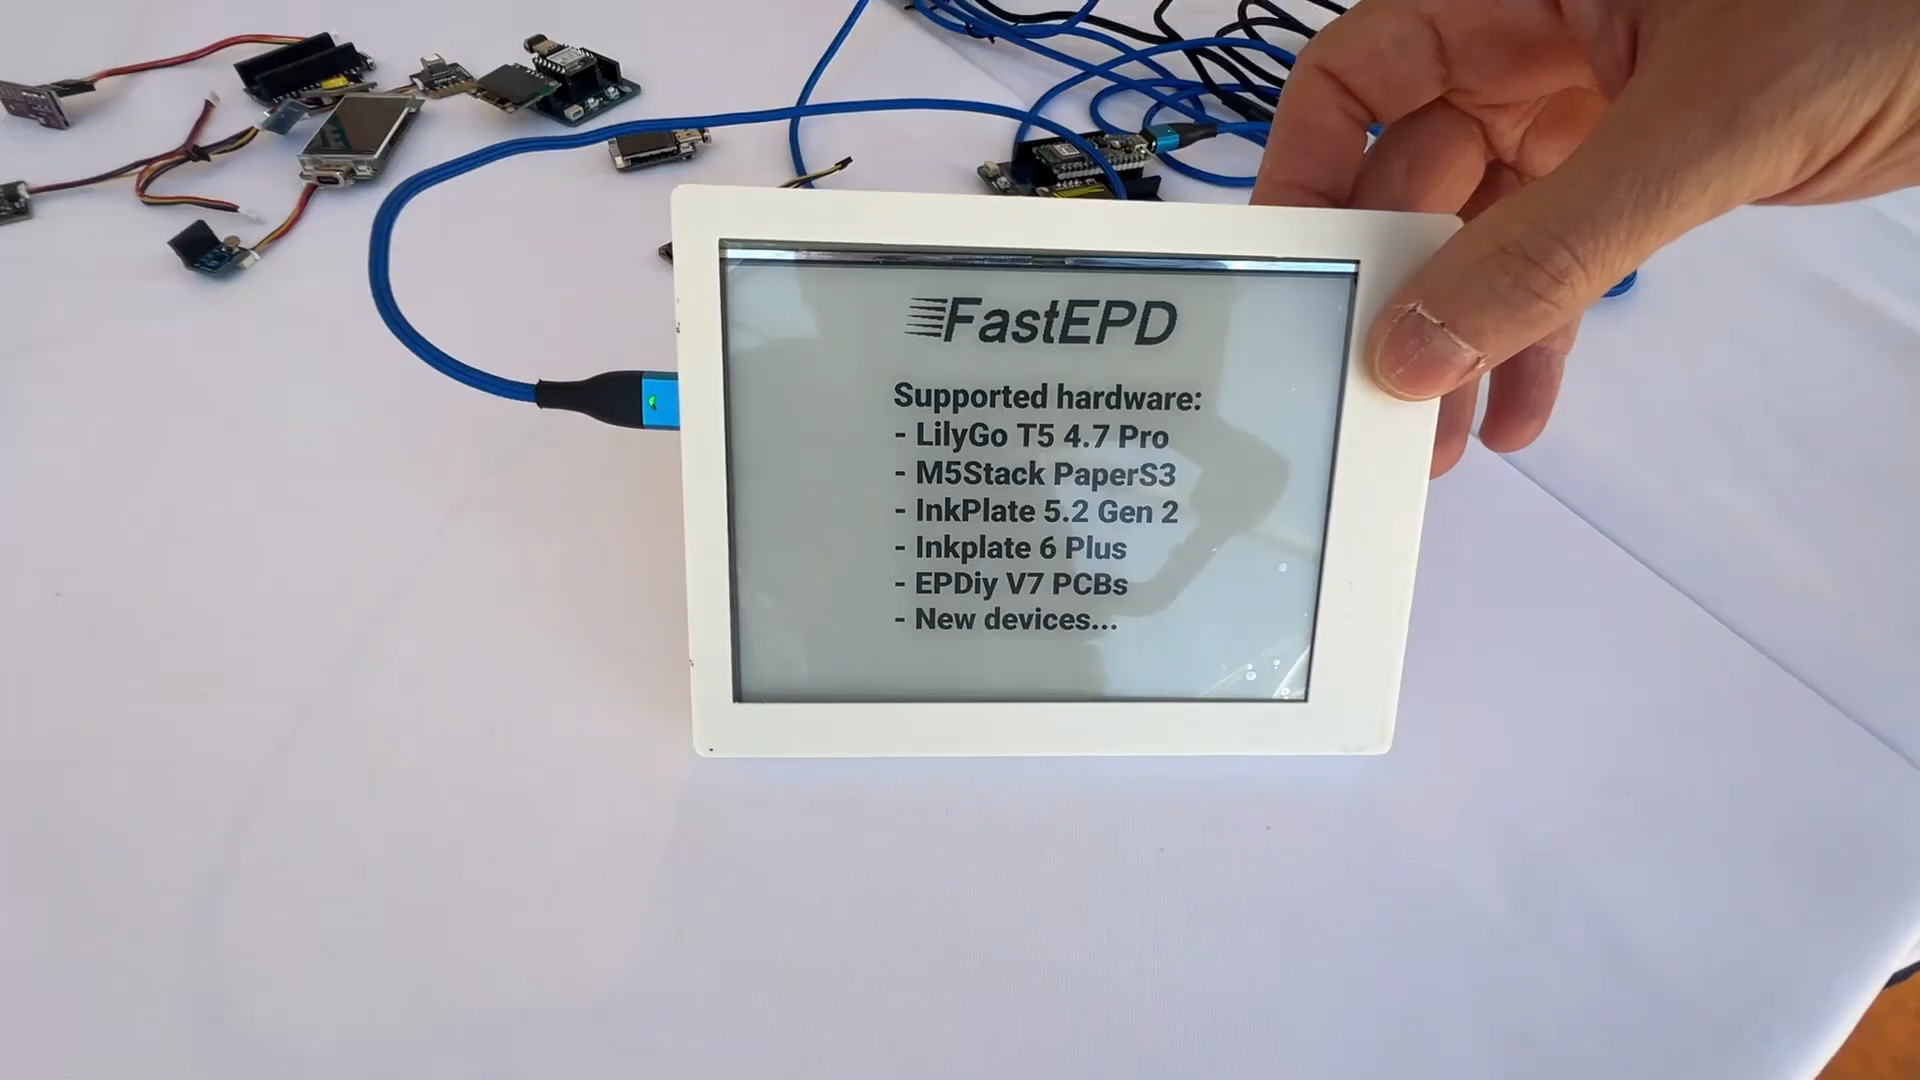 FastEPD
Supported hardware:
- LilyGo T5 4.7 Pro
- M5Stack PaperS3
- InkPlate 5.2 Gen 2
- Inkplate 6 Plus
- EPDiy V7 PCBs
- New devices...